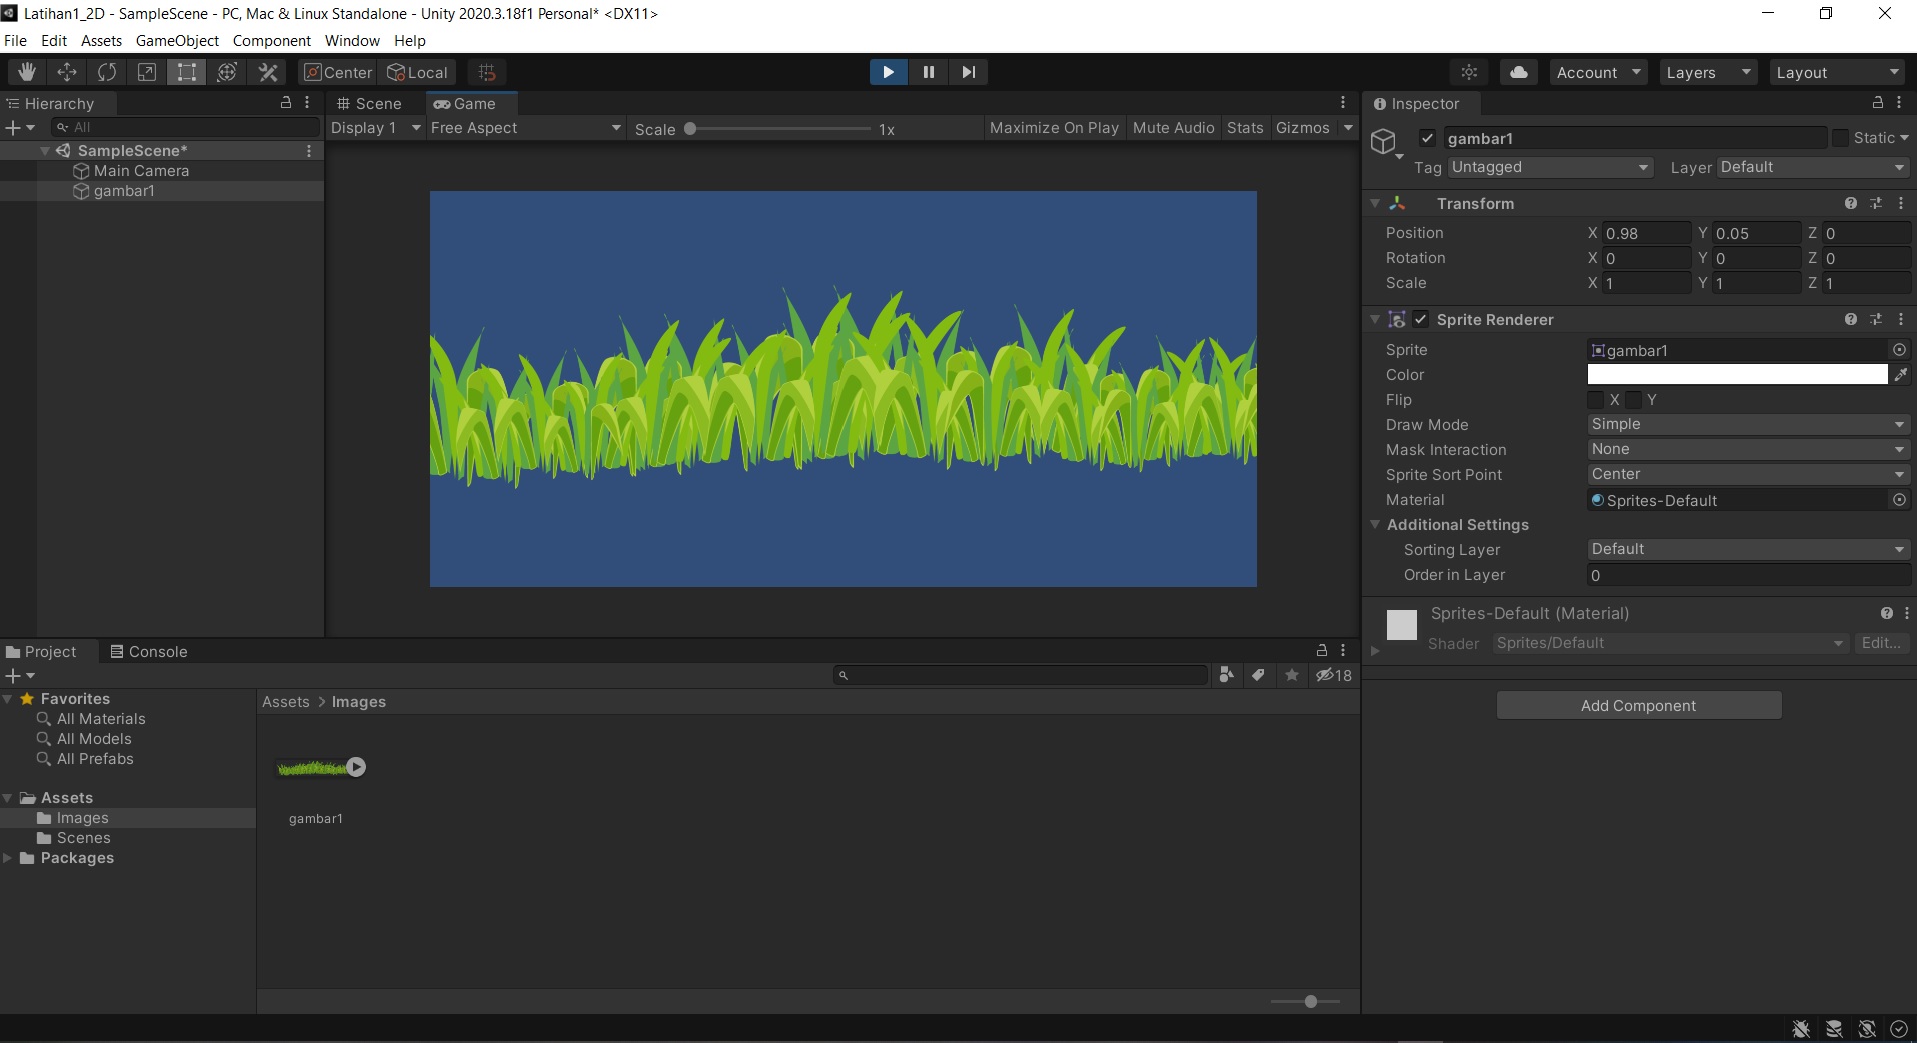 Latihan1_2D - SampleScene - PC, Mac & Linux Standalone - Unity 2020.3.18f1 Personal* <DX11>
File Edit Assets GameObject Component Window Help
Center Local Account Layers Layout
Hierarchy
All
SampleScene*
Main Camera
gambar1
Scene Game
Display 1 Free Aspect Scale 1x Maximize On Play Mute Audio Stats Gizmos
Inspector
gambar1 Static
Tag Untagged Layer Default
Transform
Position X 0.98 Y 0.05 Z 0
Rotation X 0 Y 0 Z 0
Scale X 1 Y 1 Z 1
Sprite Renderer
Sprite gambar1
Color
Flip X Y
Draw Mode Simple
Mask Interaction None
Sprite Sort Point Center
Material Sprites-Default
Additional Settings
Sorting Layer Default
Order in Layer 0
Sprites-Default (Material)
Shader Sprites/Default Edit...
Add Component
Project Console
18
Favorites
All Materials
All Models
All Prefabs
Assets
Images
Scenes
Packages
Assets > Images
gambar1